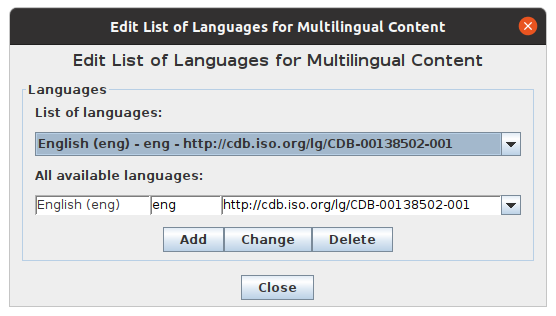 Edit List of Languages for Multilingual Content
Edit List of Languages for Multilingual Content
Languages
List of languages:
English (eng) - eng - http://cdb.iso.org/lg/CDB-00138502-001
All available languages:
English (eng) eng http://cdb.iso.org/lg/CDB-00138502-001
Add Change Delete
Close